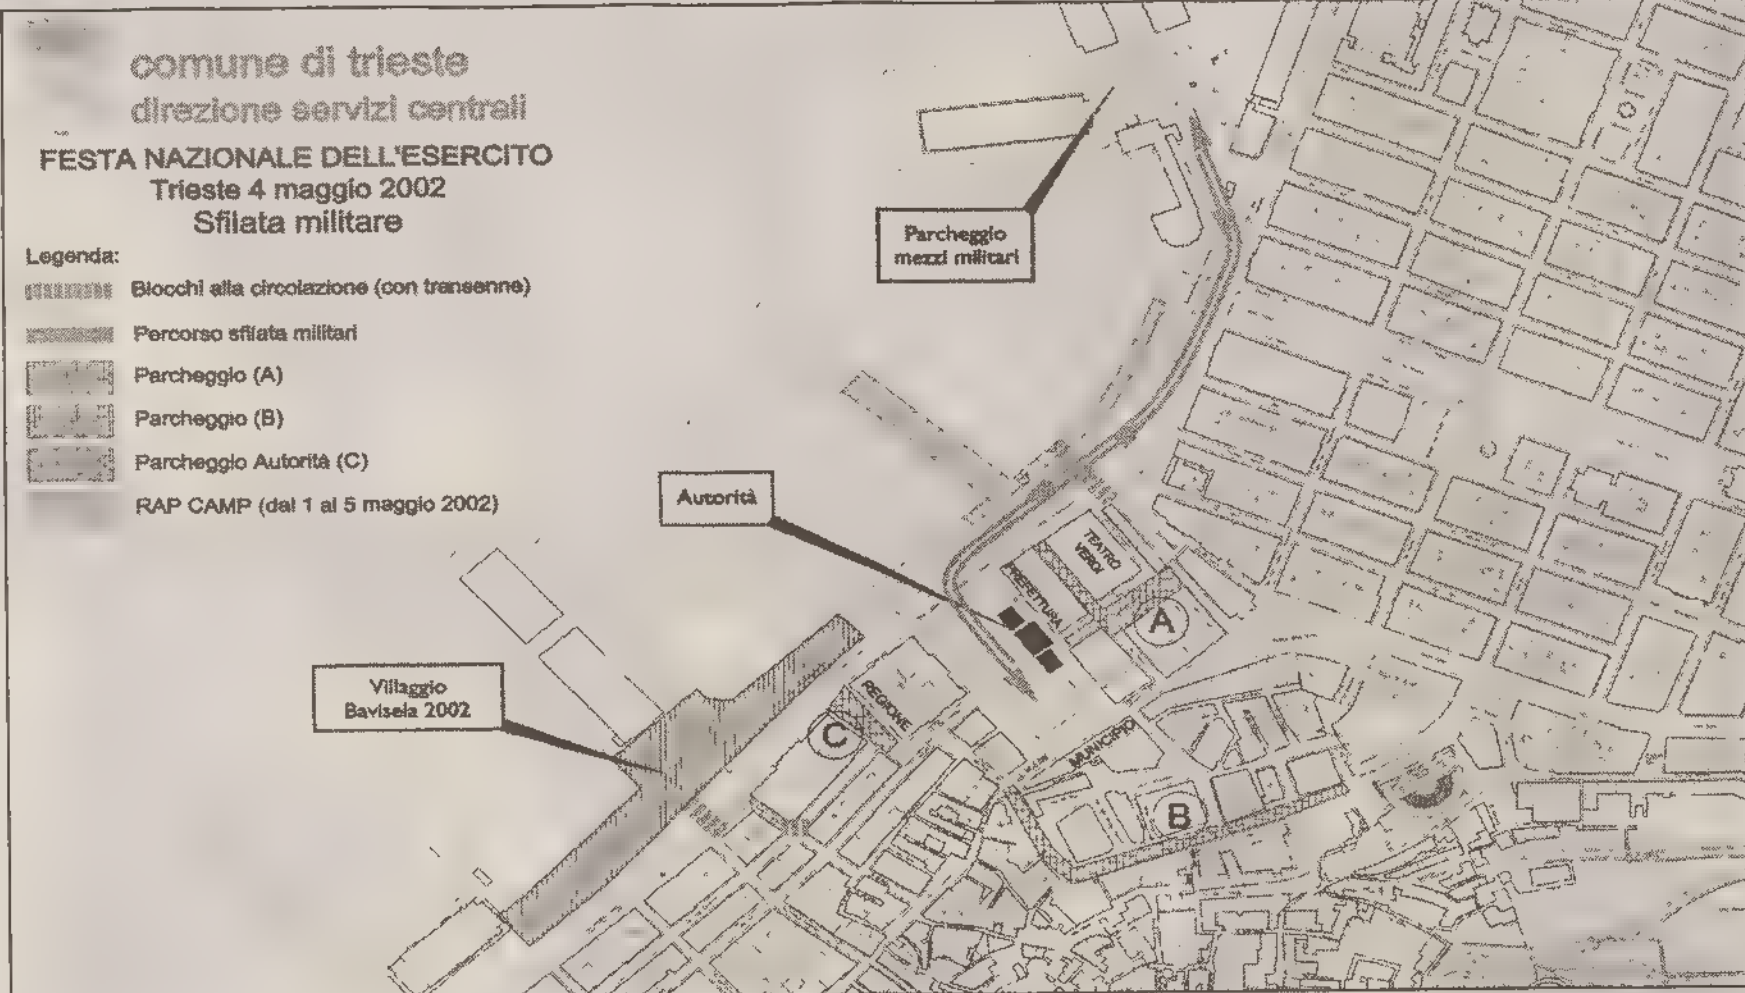 comune di trieste
direzione servizi centrali
FESTA NAZIONALE DELL'ESERCITO
Trieste 4 maggio 2002
Sfilata militare
Legenda:
Blocchi alla circolazione (con transenne)
Percorso sfilata militari
Parcheggio (A)
Parcheggio (B)
Parcheggio Autorità (C)
RAP CAMP (dal 1 al 5 maggio 2002)
Parcheggio
mezzi militari
Autorità
TEATRO
VERDI
PREFETTURA
A
Villaggio
Bavisela 2002
REGIONE
C
MUNICIPIO
B